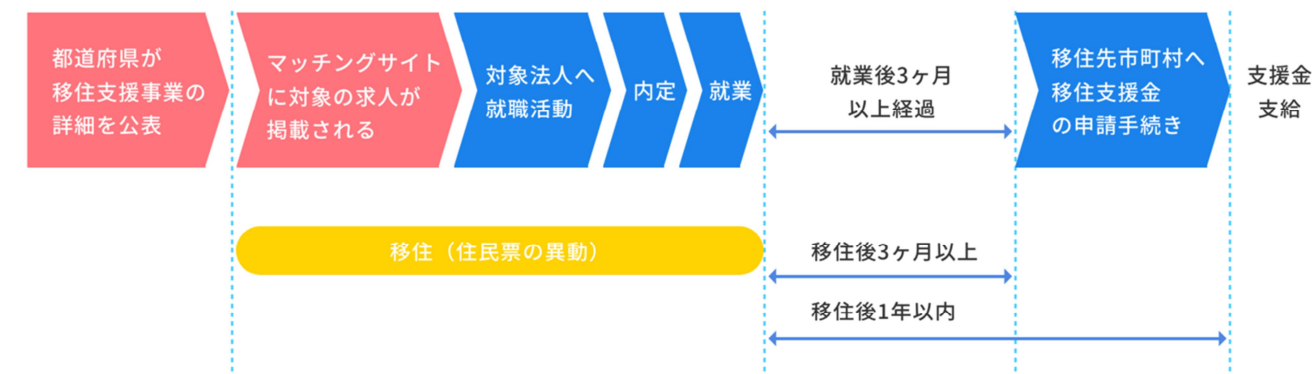 都道府県が
移住支援事業の
詳細を公表
マッチングサイト
に対象の求人が
掲載される
対象法人へ
就職活動
内定
就業
就業後3ヶ月
以上経過
移住先市町村へ
移住支援金
の申請手続き
支援金
支給
移住（住民票の異動）
移住後3ヶ月以上
移住後1年以内